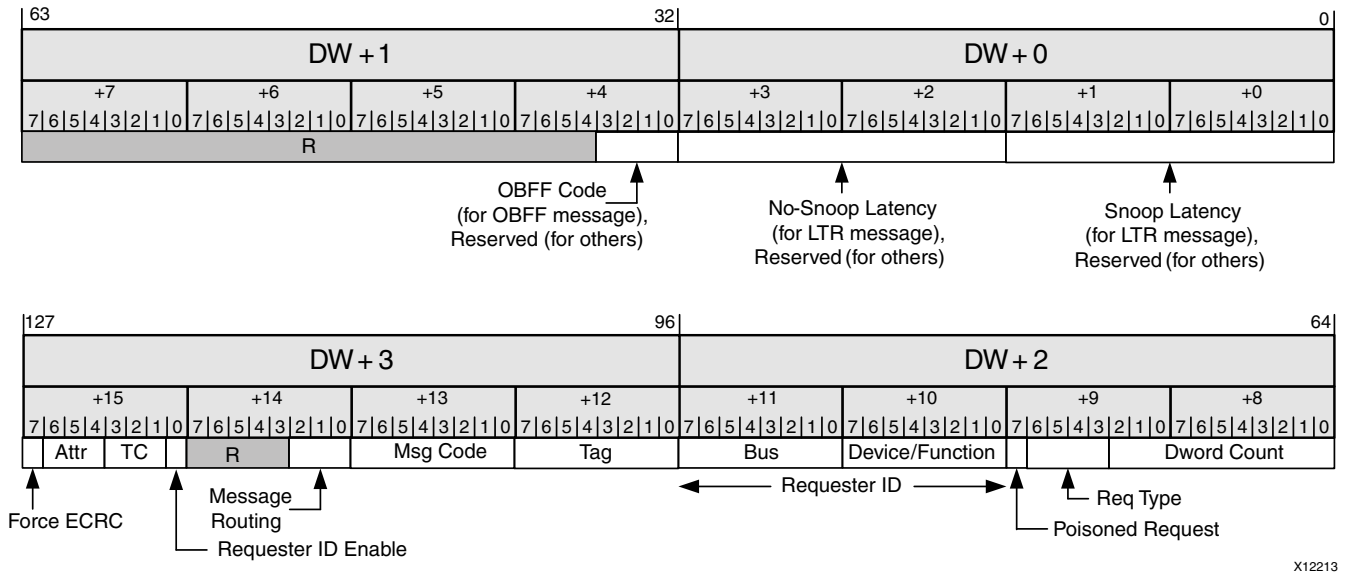 63 32 0
DW + 1 DW + 0
+7 +6 +5 +4 +3 +2 +1 +0
7 6 5 4 3 2 1 0 7 6 5 4 3 2 1 0 7 6 5 4 3 2 1 0 7 6 5 4 3 2 1 0 7 6 5 4 3 2 1 0 7 6 5 4 3 2 1 0 7 6 5 4 3 2 1 0 7 6 5 4 3 2 1 0
R
OBFF Code
(for OBFF message),
Reserved (for others)
No-Snoop Latency
(for LTR message),
Reserved (for others)
Snoop Latency
(for LTR message),
Reserved (for others)
127 96 64
DW + 3 DW + 2
+15 +14 +13 +12 +11 +10 +9 +8
7 6 5 4 3 2 1 0 7 6 5 4 3 2 1 0 7 6 5 4 3 2 1 0 7 6 5 4 3 2 1 0 7 6 5 4 3 2 1 0 7 6 5 4 3 2 1 0 7 6 5 4 3 2 1 0 7 6 5 4 3 2 1 0
Attr TC R Msg Code Tag Bus Device/Function Dword Count
Force ECRC
Requester ID Enable
Message
Routing
Requester ID
Req Type
Poisoned Request
X12213